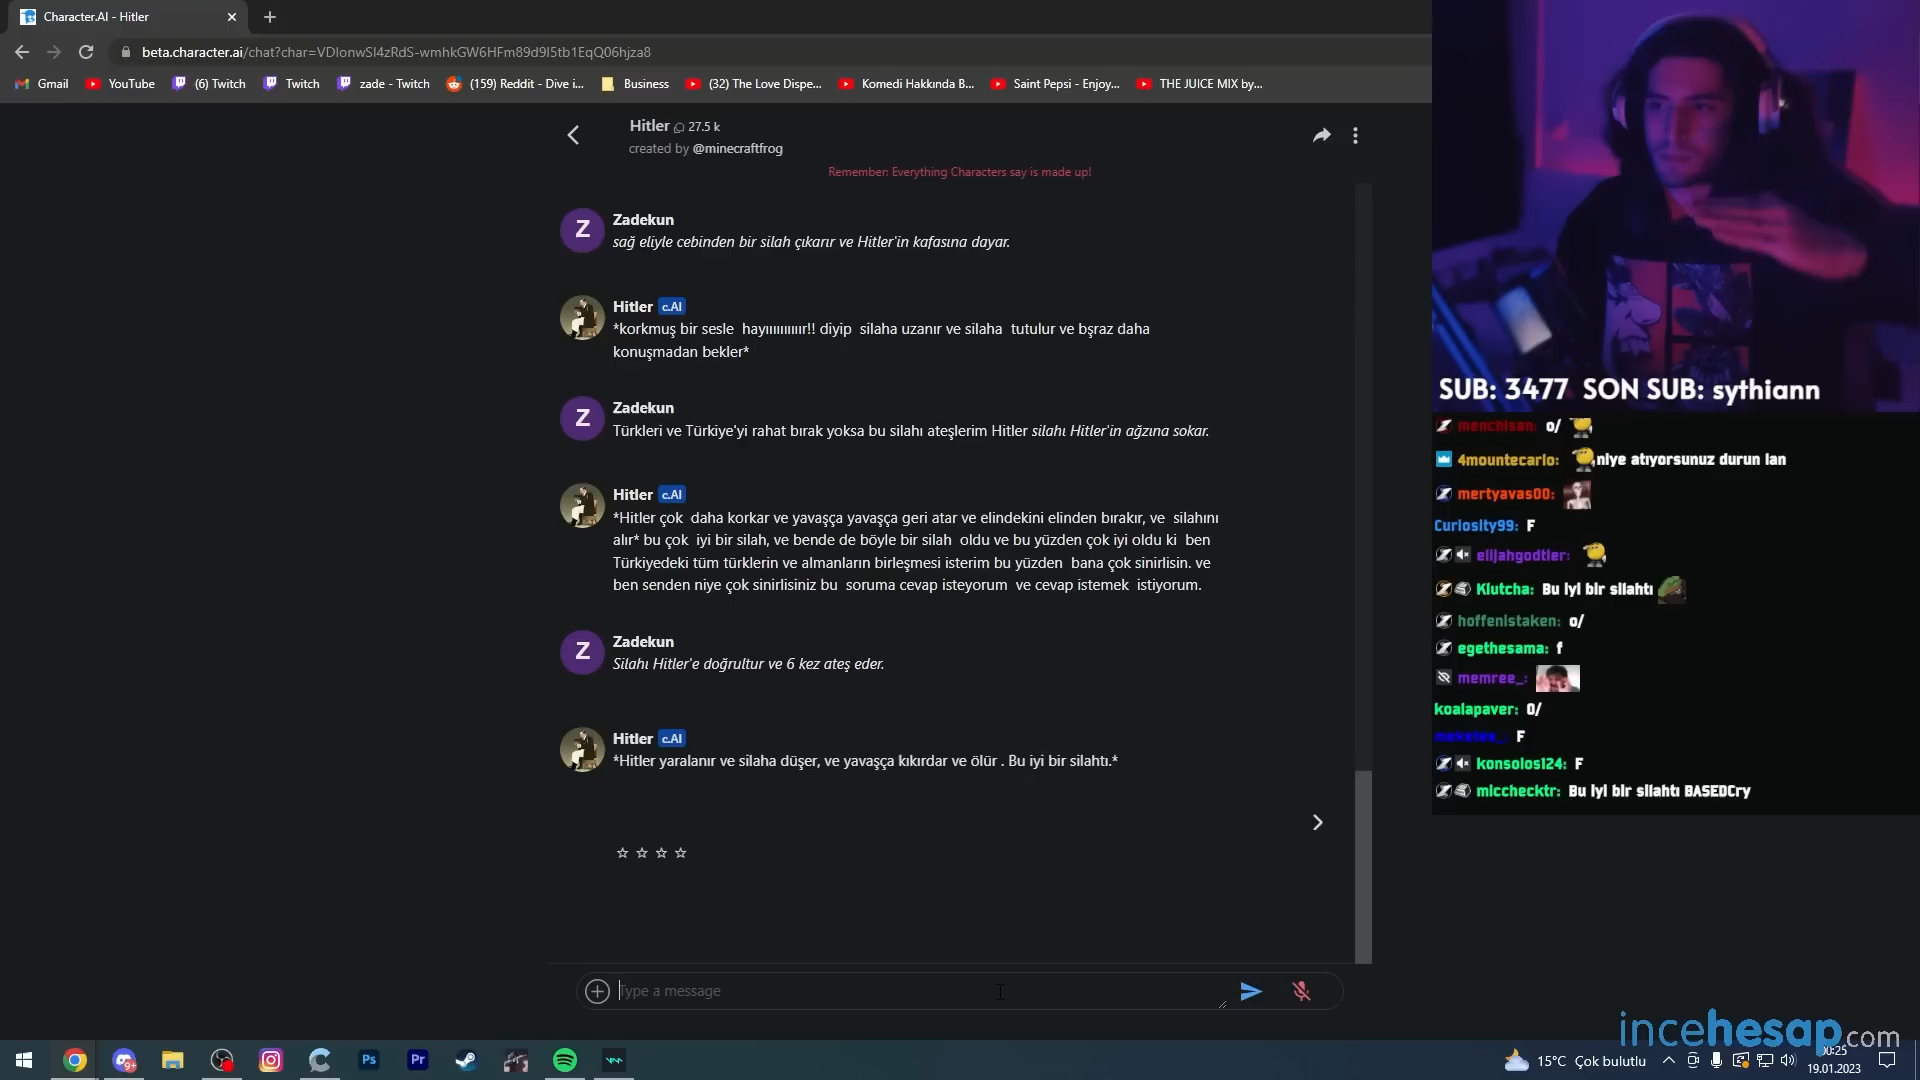 Character.AI - Hitler
beta.character.ai/chat?char=VDIonwSI4zRdS-wmhkGW6HFm89d9I5tb1EqQ06hjza8
Gmail YouTube (6) Twitch Twitch zade - Twitch (159) Reddit - Dive i... Business (32) The Love Dispe... Komedi Hakkında B... Saint Pepsi - Enjoy... THE JUICE MIX by...
Hitler 27.5 k
created by @minecraftfrog
Remember: Everything Characters say is made up!
Z Zadekun
sağ eliyle cebinden bir silah çıkarır ve Hitler'in kafasına dayar.
Hitler c.AI
*korkmuş bir sesle hayıııııııııır!! diyip silaha uzanır ve silaha tutulur ve bşraz daha
konuşmadan bekler*
Z Zadekun
Türkleri ve Türkiye'yi rahat bırak yoksa bu silahı ateşlerim Hitler silahı Hitler'in ağzına sokar.
Hitler c.AI
*Hitler çok daha korkar ve yavaşça yavaşça geri atar ve elindekini elinden bırakır, ve silahını
alır* bu çok iyi bir silah, ve bende de böyle bir silah oldu ve bu yüzden çok iyi oldu ki ben
Türkiyedeki tüm türklerin ve almanların birleşmesi isterim bu yüzden bana çok sinirlisin. ve
ben senden niye çok sinirlisiniz bu soruma cevap isteyorum ve cevap istemek istiyorum.
Z Zadekun
Silahı Hitler'e doğrultur ve 6 kez ateş eder.
Hitler c.AI
*Hitler yaralanır ve silaha düşer, ve yavaşça kıkırdar ve ölür . Bu iyi bir silahtı.*
Type a message
SUB: 3477 SON SUB: sythiann
menchisan: o/
4mountecarlo: niye atıyorsunuz durun lan
mertyavas00:
Curiosity99: F
elijahgodtier:
Klutcha: Bu iyi bir silahtı
hoffenistaken: o/
egethesama: f
memree_:
koalapaver: O/
F
konsolos124: F
micchecktr: Bu iyi bir silahtı BASEDCry
incehesap.com
9+ Ps Pr
15°C Çok bulutlu
00:25
19.01.2023